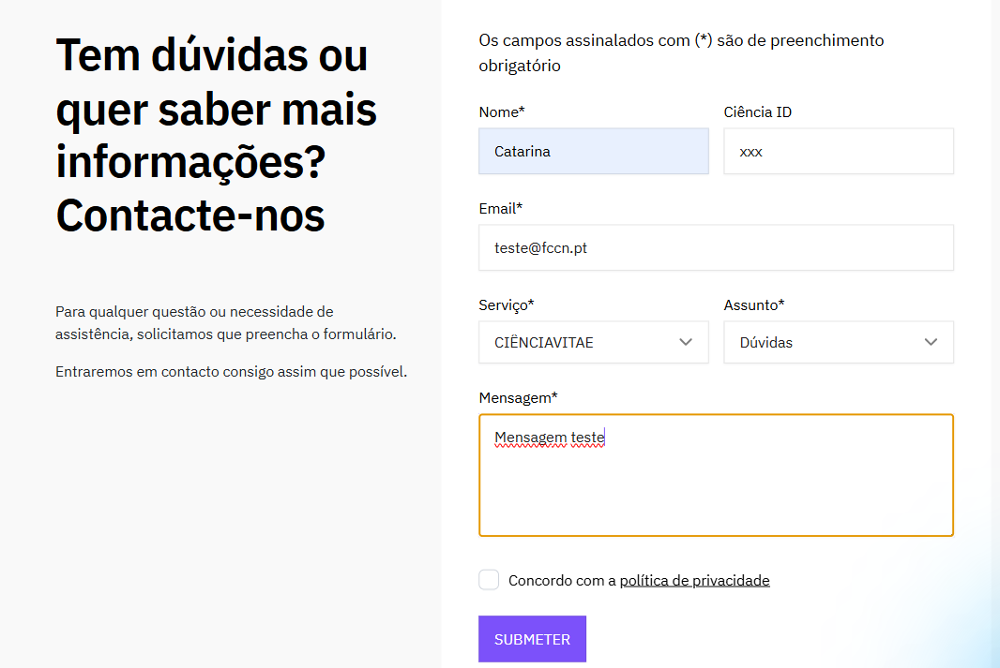 Tem dúvidas ou
quer saber mais
informações?
Contacte-nos
Para qualquer questão ou necessidade de
assistência, solicitamos que preencha o formulário.
Entraremos em contacto consigo assim que possível.
Os campos assinalados com (*) são de preenchimento
obrigatório
Nome*
Ciência ID
Catarina
xxx
Email*
teste@fccn.pt
Serviço*
Assunto*
CIÊNCIAVITAE
Dúvidas
Mensagem*
Mensagem teste
Concordo com a política de privacidade
SUBMETER